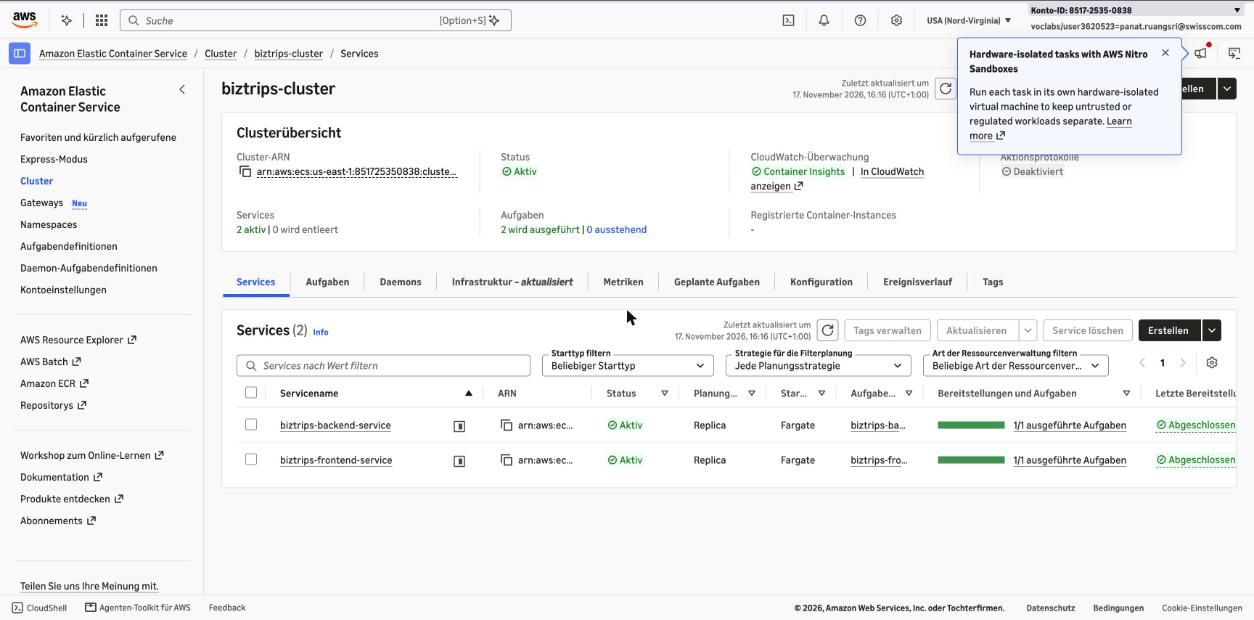 aws
Suche
[Option+S]
USA (Nord-Virginia)
Konto-ID: 8517-2535-0838
voclabs/user3620523=panat.ruangsri@swisscom.com
Amazon Elastic Container Service / Cluster / biztrips-cluster / Services
Amazon Elastic
Container Service
Favoriten und kürzlich aufgerufene
Express-Modus
Cluster
Gateways Neu
Namespaces
Aufgabendefinitionen
Daemon-Aufgabendefinitionen
Kontoeinstellungen
AWS Resource Explorer
AWS Batch
Amazon ECR
Repositorys
Workshop zum Online-Lernen
Dokumentation
Produkte entdecken
Abonnements
Teilen Sie uns Ihre Meinung mit.
biztrips-cluster
Zuletzt aktualisiert um
17. November 2026, 16:16 (UTC+1:00)
ellen
Hardware-isolated tasks with AWS Nitro
Sandboxes
Run each task in its own hardware-isolated
virtual machine to keep untrusted or
regulated workloads separate. Learn
more
Clusterübersicht
Cluster-ARN
arn:aws:ecs:us-east-1:851725350838:cluste...
Status
Aktiv
CloudWatch-Überwachung
Container Insights | In CloudWatch
anzeigen
Aktionsprotokolle
Deaktiviert
Services
2 aktiv | 0 wird entleert
Aufgaben
2 wird ausgeführt | 0 ausstehend
Registrierte Container-Instances
-
Services
Aufgaben
Daemons
Infrastruktur – aktualisiert
Metriken
Geplante Aufgaben
Konfiguration
Ereignisverlauf
Tags
Services (2) Info
Zuletzt aktualisiert um
17. November 2026, 16:16 (UTC+1:00)
Tags verwalten
Aktualisieren
Service löschen
Erstellen
Services nach Wert filtern
Starttyp filtern
Beliebiger Starttyp
Strategie für die Filterplanung
Jede Planungsstrategie
Art der Ressourcenverwaltung filtern
Beliebige Art der Ressourcenver...
1
Servicename ARN Status Planung... Star... Aufgabe... Bereitstellungen und Aufgaben Letzte Bereitstellu
biztrips-backend-service arn:aws:ec... Aktiv Replica Fargate biztrips-ba... 1/1 ausgeführte Aufgaben Abgeschlossen
biztrips-frontend-service arn:aws:ec... Aktiv Replica Fargate biztrips-fro... 1/1 ausgeführte Aufgaben Abgeschlossen
CloudShell
Agenten-Toolkit für AWS
Feedback
© 2026, Amazon Web Services, Inc. oder Tochterfirmen.
Datenschutz
Bedingungen
Cookie-Einstellungen